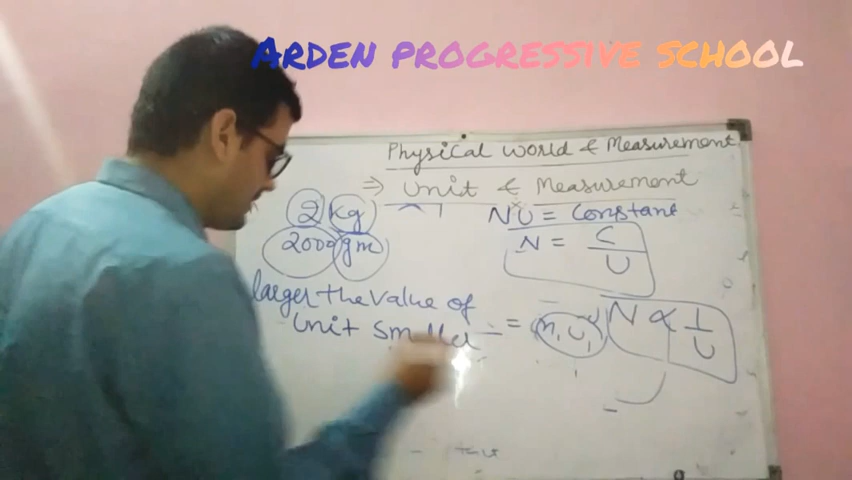 ARDEN PROGRESSIVE SCHOOL
Physical World & Measurement
⇒ Unit & Measurement
2 kg
2000 gm
NU = Constant
N = C/U
larger the value of
Unit smaller
= n₁u₁
N ∝ 1/U